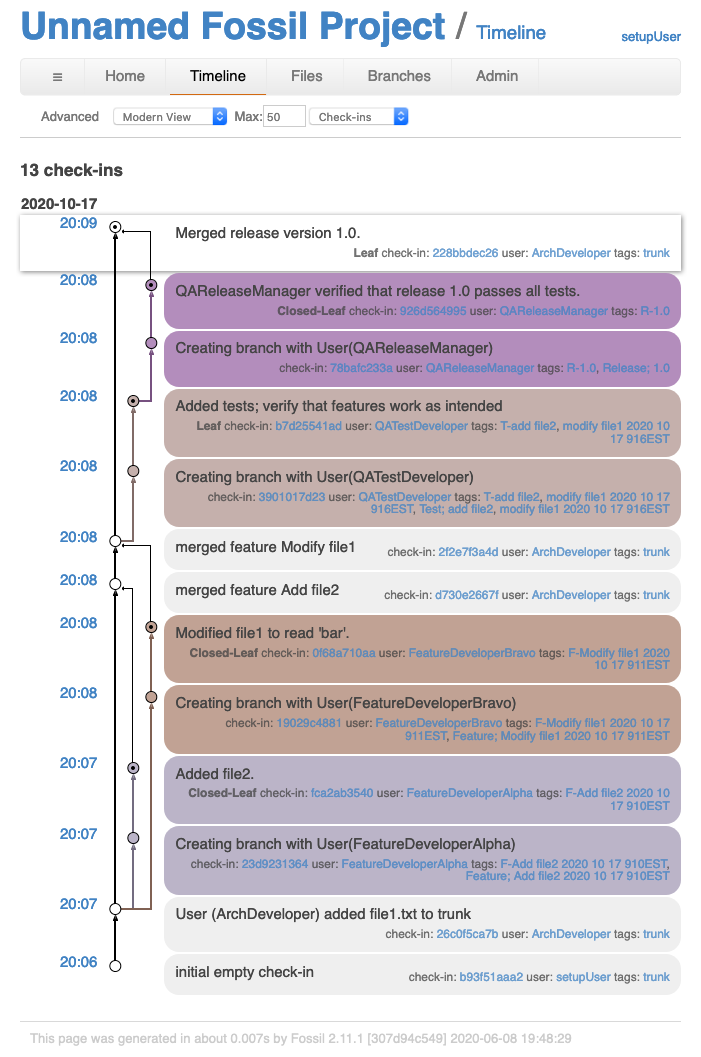 Unnamed Fossil Project / Timeline
setupUser
≡ Home Timeline Files Branches Admin
Advanced Modern View Max: 50 Check-ins
13 check-ins
2020-10-17
20:09 Merged release version 1.0.
Leaf check-in: 228bbdec26 user: ArchDeveloper tags: trunk
20:08 QAReleaseManager verified that release 1.0 passes all tests.
Closed-Leaf check-in: 926d564995 user: QAReleaseManager tags: R-1.0
20:08 Creating branch with User(QAReleaseManager)
check-in: 78bafc233a user: QAReleaseManager tags: R-1.0, Release; 1.0
20:08 Added tests; verify that features work as intended
Leaf check-in: b7d25541ad user: QATestDeveloper tags: T-add file2, modify file1 2020 10
17 916EST
20:08 Creating branch with User(QATestDeveloper)
check-in: 3901017d23 user: QATestDeveloper tags: T-add file2, modify file1 2020 10 17
916EST, Test; add file2, modify file1 2020 10 17 916EST
20:08 merged feature Modify file1 check-in: 2f2e7f3a4d user: ArchDeveloper tags: trunk
20:08 merged feature Add file2 check-in: d730e2667f user: ArchDeveloper tags: trunk
20:08 Modified file1 to read 'bar'.
Closed-Leaf check-in: 0f68a710aa user: FeatureDeveloperBravo tags: F-Modify file1 2020
10 17 911EST
20:08 Creating branch with User(FeatureDeveloperBravo)
check-in: 19029c4881 user: FeatureDeveloperBravo tags: F-Modify file1 2020 10 17
911EST, Feature; Modify file1 2020 10 17 911EST
20:07 Added file2.
Closed-Leaf check-in: fca2ab3540 user: FeatureDeveloperAlpha tags: F-Add file2 2020 10
17 910EST
20:07 Creating branch with User(FeatureDeveloperAlpha)
check-in: 23d9231364 user: FeatureDeveloperAlpha tags: F-Add file2 2020 10 17 910EST,
Feature; Add file2 2020 10 17 910EST
20:07 User (ArchDeveloper) added file1.txt to trunk
check-in: 26c0f5ca7b user: ArchDeveloper tags: trunk
20:06 initial empty check-in check-in: b93f51aaa2 user: setupUser tags: trunk
This page was generated in about 0.007s by Fossil 2.11.1 [307d94c549] 2020-06-08 19:48:29